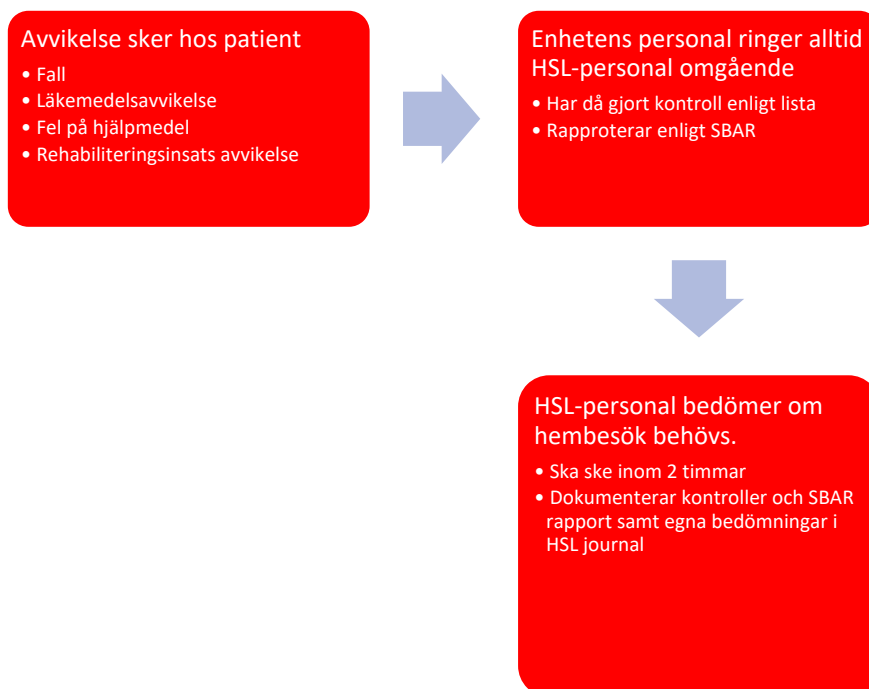 Avvikelse sker hos patient
• Fall
• Läkemedelsavvikelse
• Fel på hjälpmedel
• Rehabiliteringsinsats avvikelse
Enhetens personal ringer alltid
HSL-personal omgående
• Har då gjort kontroll enligt lista
• Rapproterar enligt SBAR
HSL-personal bedömer om
hembesök behövs.
• Ska ske inom 2 timmar
• Dokumenterar kontroller och SBAR
rapport samt egna bedömningar i
HSL journal